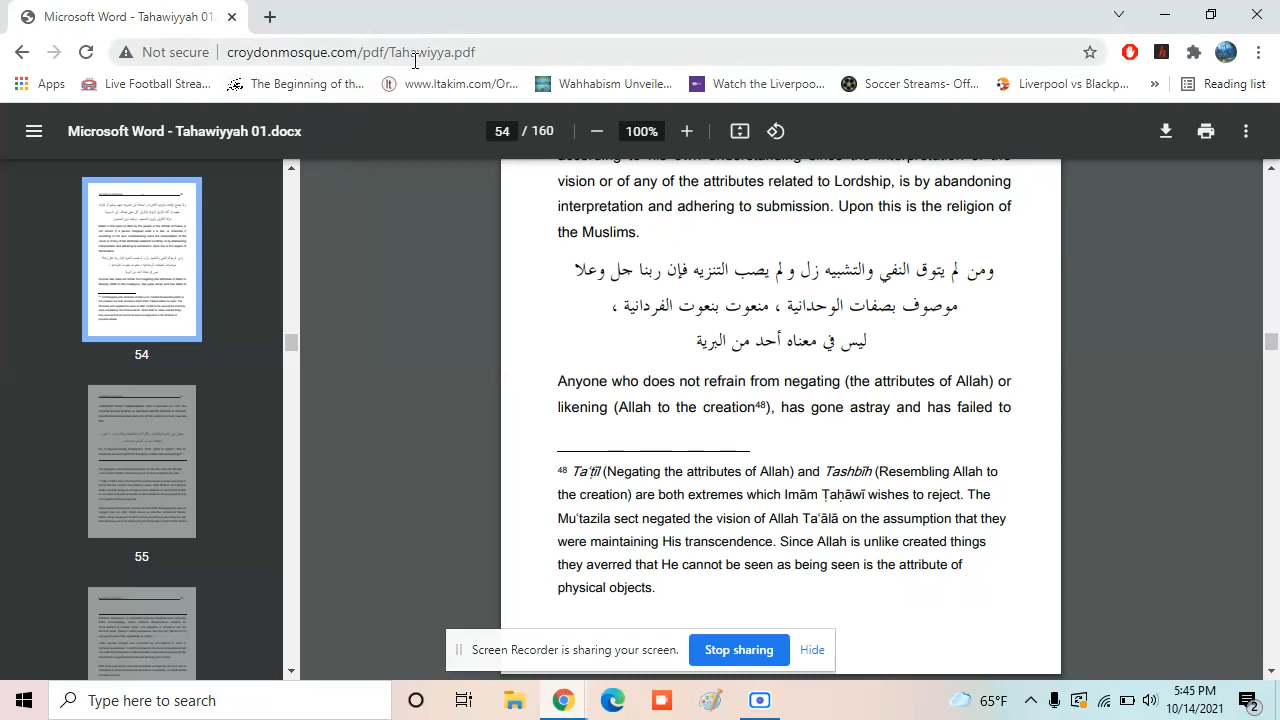 Microsoft Word - Tahawiyyah 01.
Not secure
croydonmosque.com/pdf/Tahawiyya.pdf
Apps
Live Football Strea...
The Beginning of th...
www.ltaháh.com/Or...
Wahhabism Unveile...
Watch the Liverpoo...
Soccer Streams- Off...
Liverpool vs Blackp...
»
Reading list
Microsoft Word - Tahawiyyah 01.docx
54 / 160
100%
54
55
vision or of any of the attributes related to Lordship, is by abandoning
interpretation and adhering to submission. Upon this is the religion of
the Muslims.
ومن لم يتوق النفي والتشبيه زل و لم يصب التنزيه فإن ربنا جل وعلا
موصوف بصفات الوحدانية ، منعوت بنعوت الفردانية
ليس في معناه أحد من البرية
Anyone who does not refrain from negating (the attributes of Allah) or
likening (Allah to the creation⁴⁸), has gone astray and has failed to
⁴⁸ Nafī (Negating the attributes of Allah) and Tashbīh (Resembling Allah to
the creation) are both extremes which Imām Taḥāwī wishes to reject. The
Mu'tazila sect negated the vision of Allah Ta'ālā on the assumption that they
were maintaining His transcendence. Since Allah is unlike created things
they averred that He cannot be seen as being seen is the attribute of
physical objects.
your screen.
Stop sharing
Type here to search
65°F
5:45 PM
10/14/2021
2